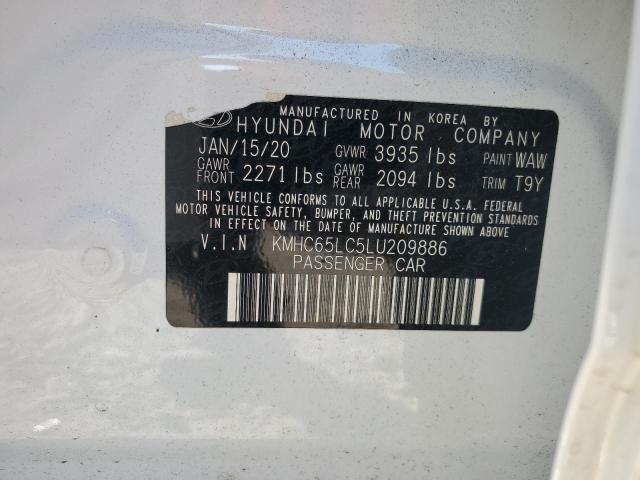 MANUFACTURED IN KOREA BY
HYUNDAI MOTOR COMPANY
JAN/15/20 GVWR 3935 lbs PAINT WAW
GAWR FRONT 2271 lbs GAWR REAR 2094 lbs TRIM T9Y
THIS VEHICLE CONFORMS TO ALL APPLICABLE U.S.A. FEDERAL
MOTOR VEHICLE SAFETY, BUMPER, AND THEFT PREVENTION STANDARDS
IN EFFECT ON THE DATE OF MANUFACTURE SHOWN ABOVE.
V.I.N KMHC65LC5LU209886
PASSENGER CAR